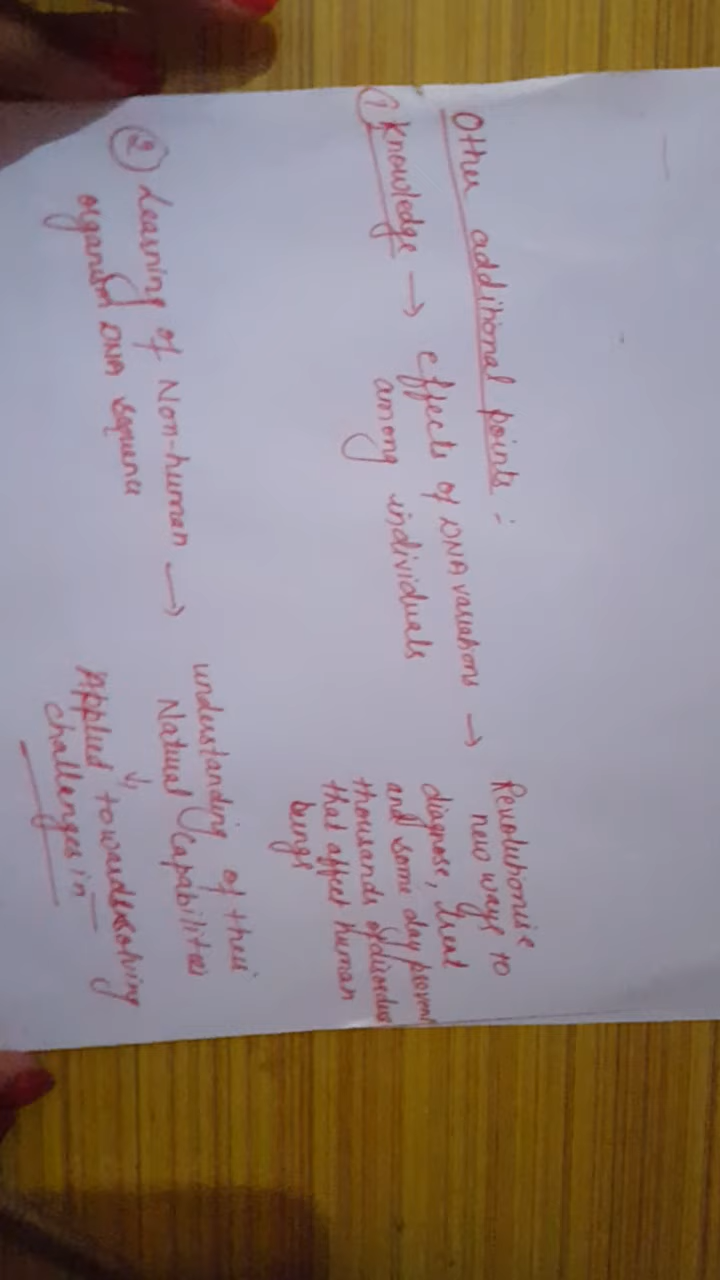 Other additional points :-
① Knowledge → effects of DNA variations →
among individuals
Revolutionise
new ways to
diagnose, treat
and some day prevent
thousands of disorders
that affect human
beings
② Learning of Non-human →
organism DNA sequence
understanding of their
Natural capabilities
↓
Applied towards solving
challenges in —